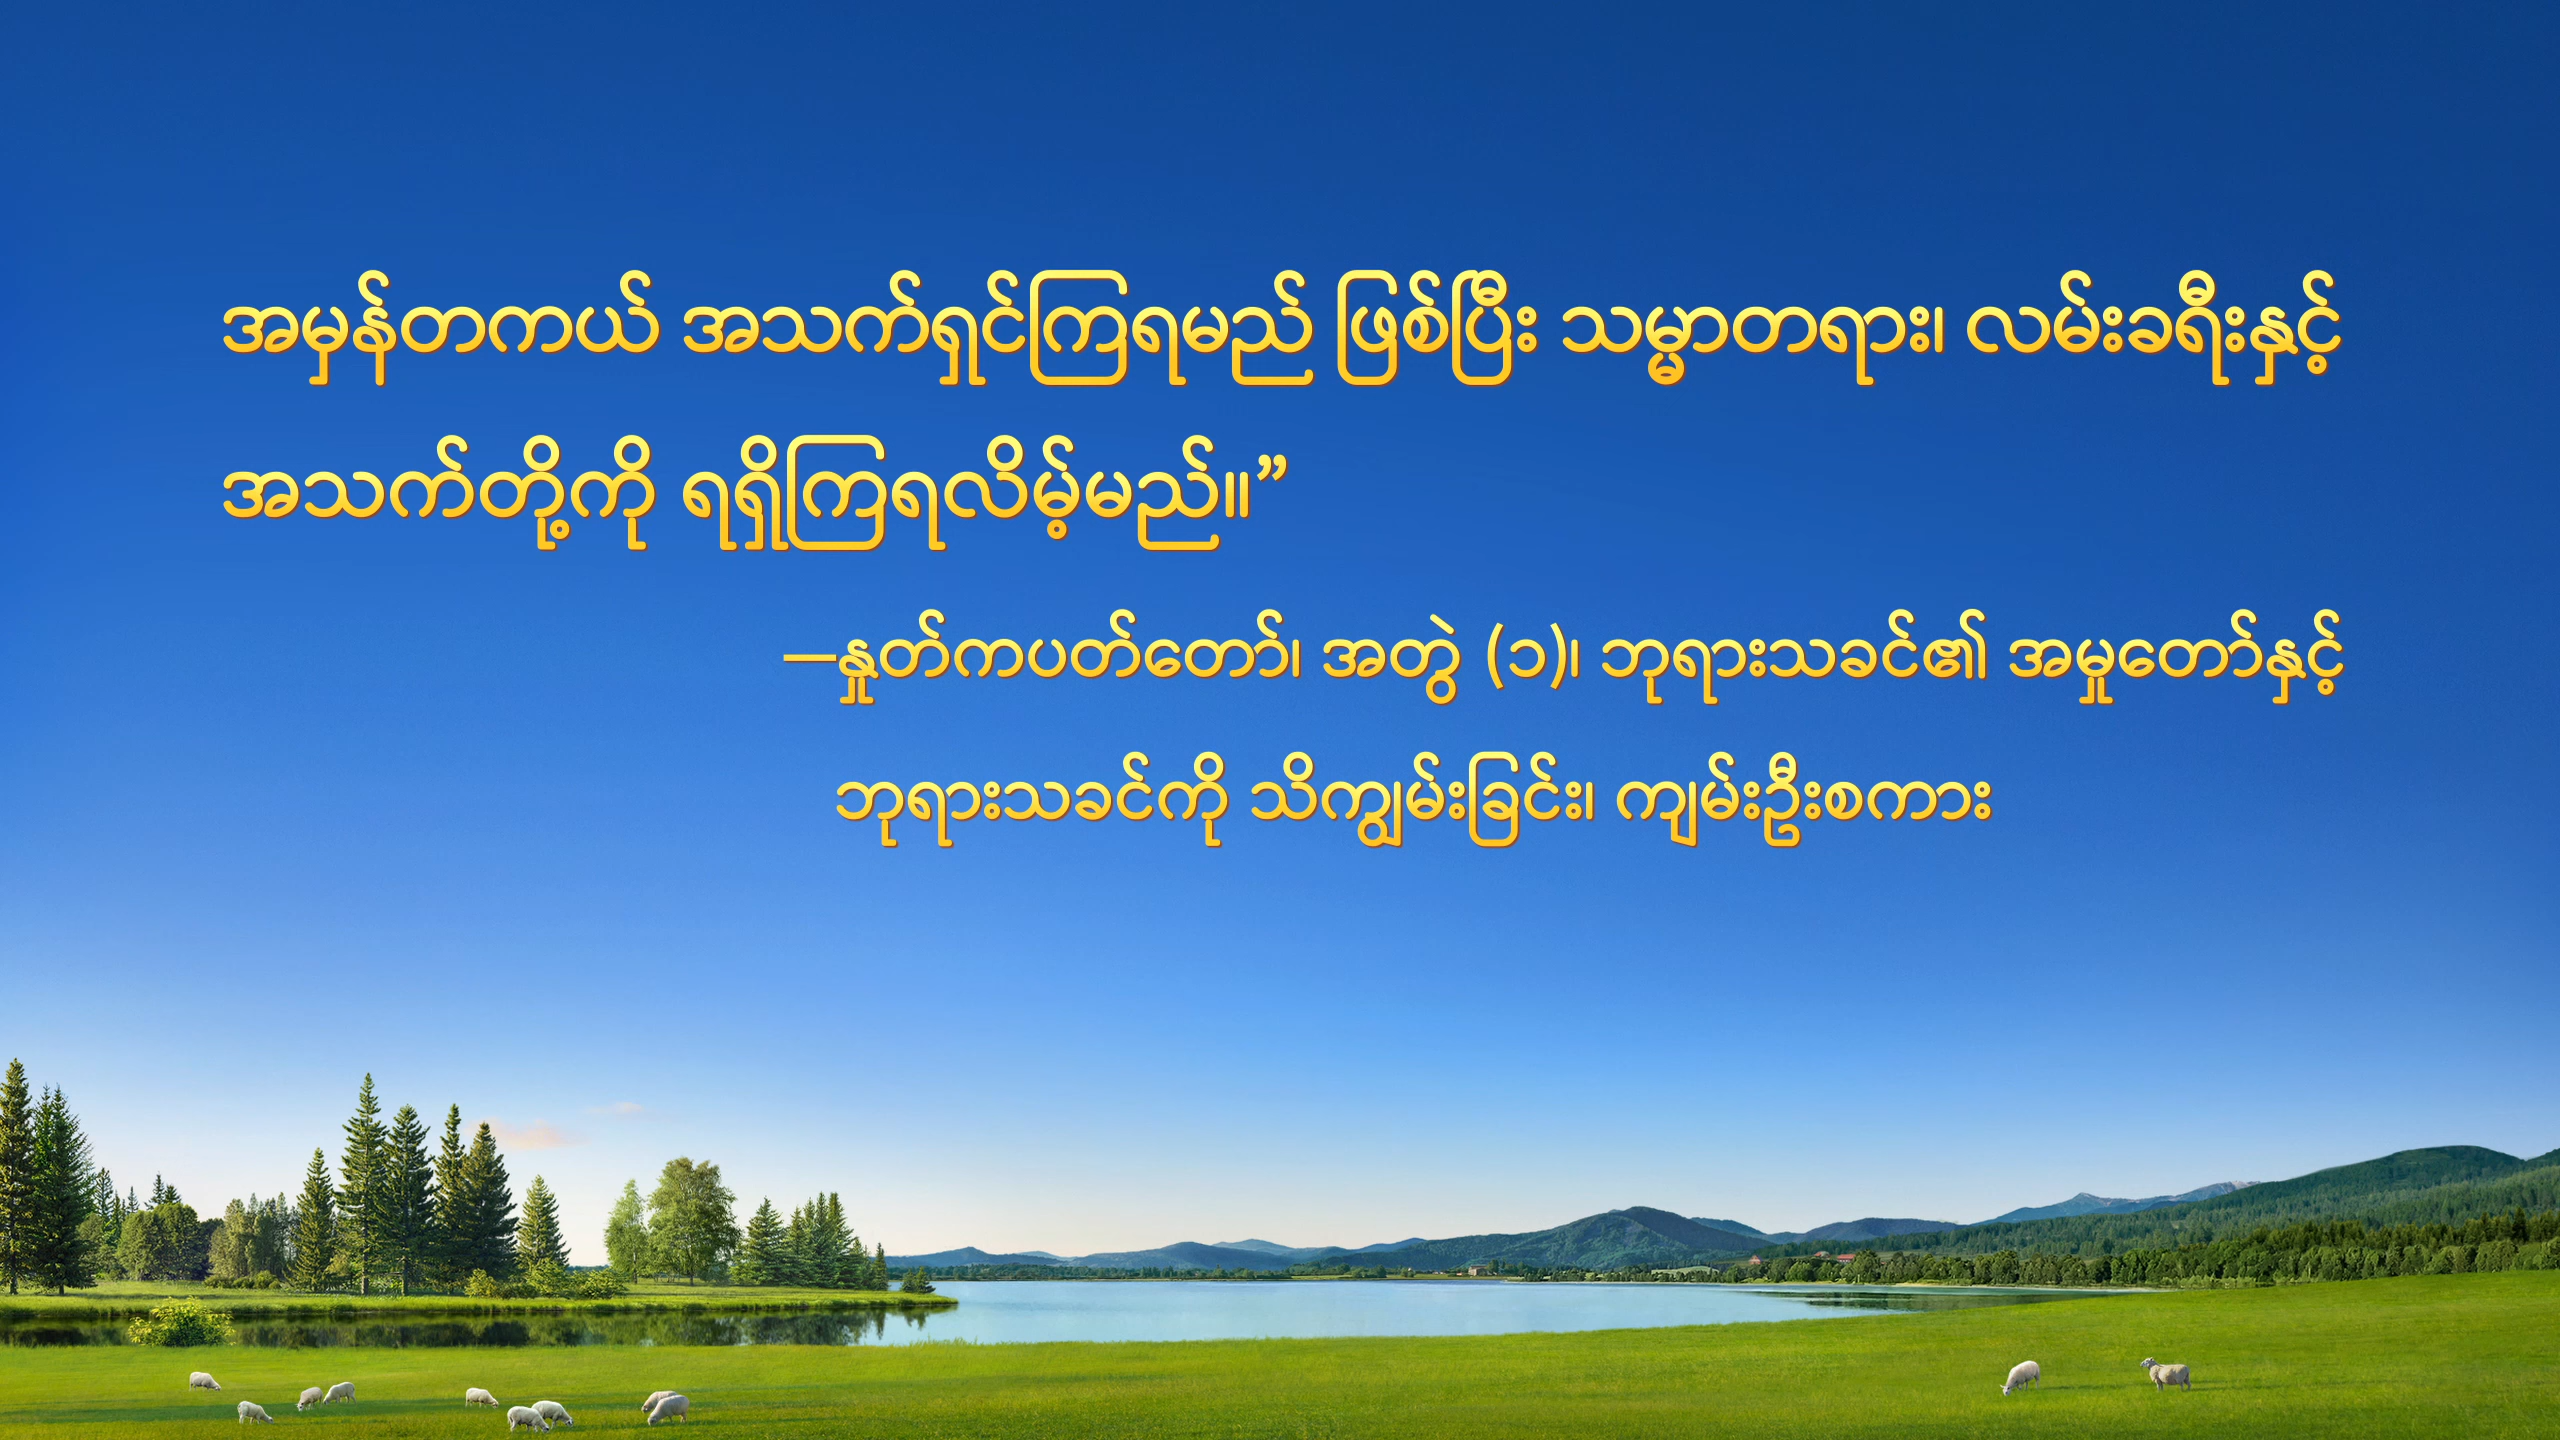 အမှန်တကယ် အသက်ရှင်ကြရမည် ဖြစ်ပြီး သမ္မာတရား၊ လမ်းခရီးနှင့်
အသက်တို့ကို ရရှိကြရလိမ့်မည်။”
—နှုတ်ကပတ်တော်၊ အတွဲ (၁)၊ ဘုရားသခင်၏ အမှုတော်နှင့်
ဘုရားသခင်ကို သိကျွမ်းခြင်း၊ ကျမ်းဦးစကား